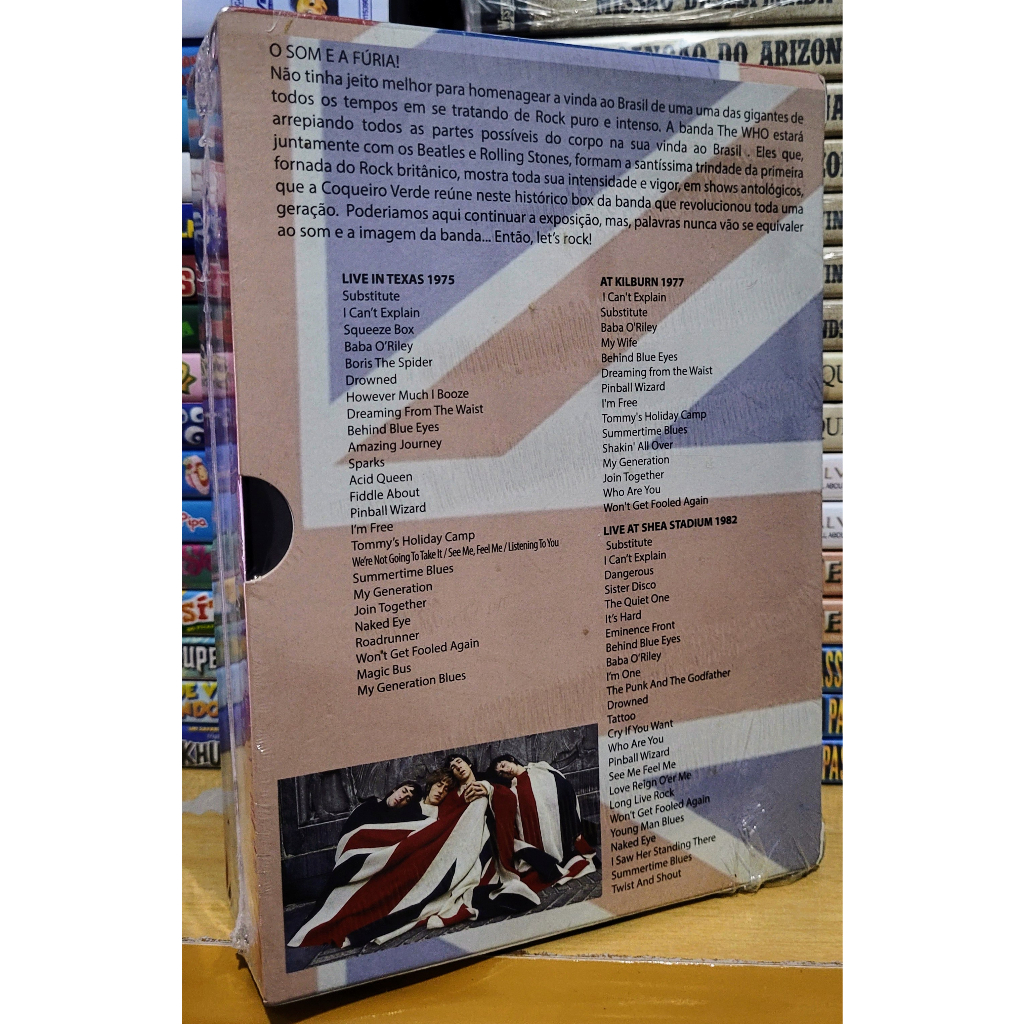 O SOM E A FÚRIA!
Não tinha jeito melhor para homenagear a vinda ao Brasil de uma uma das gigantes de
todos os tempos em se tratando de Rock puro e intenso. A banda The WHO estará
arrepiando todos as partes possíveis do corpo na sua vinda ao Brasil . Eles que,
juntamente com os Beatles e Rolling Stones, formam a santíssima trindade da primeira
fornada do Rock britânico, mostra toda sua intensidade e vigor, em shows antológicos,
que a Coqueiro Verde reúne neste histórico box da banda que revolucionou toda uma
geração. Poderiamos aqui continuar a exposição, mas, palavras nunca vão se equivaler
ao som e a imagem da banda... Então, let's rock!
LIVE IN TEXAS 1975
Substitute
I Can't Explain
Squeeze Box
Baba O'Riley
Boris The Spider
Drowned
However Much I Booze
Dreaming From The Waist
Behind Blue Eyes
Amazing Journey
Sparks
Acid Queen
Fiddle About
Pinball Wizard
I'm Free
Tommy's Holiday Camp
We're Not Going To Take It / See Me, Feel Me / Listening To You
Summertime Blues
My Generation
Join Together
Naked Eye
Roadrunner
Won"t Get Fooled Again
Magic Bus
My Generation Blues
AT KILBURN 1977
I Can't Explain
Substitute
Baba O'Riley
My Wife
Behind Blue Eyes
Dreaming from the Waist
Pinball Wizard
I'm Free
Tommy's Holiday Camp
Summertime Blues
Shakin' All Over
My Generation
Join Together
Who Are You
Won't Get Fooled Again
LIVE AT SHEA STADIUM 1982
Substitute
I Can't Explain
Dangerous
Sister Disco
The Quiet One
It's Hard
Eminence Front
Behind Blue Eyes
Baba O'Riley
I'm One
The Punk And The Godfather
Drowned
Tattoo
Cry If You Want
Who Are You
Pinball Wizard
See Me Feel Me
Love Reign O'er Me
Long Live Rock
Won't Get Fooled Again
Young Man Blues
Naked Eye
I Saw Her Standing There
Summertime Blues
Twist And Shout
DO ARIZON